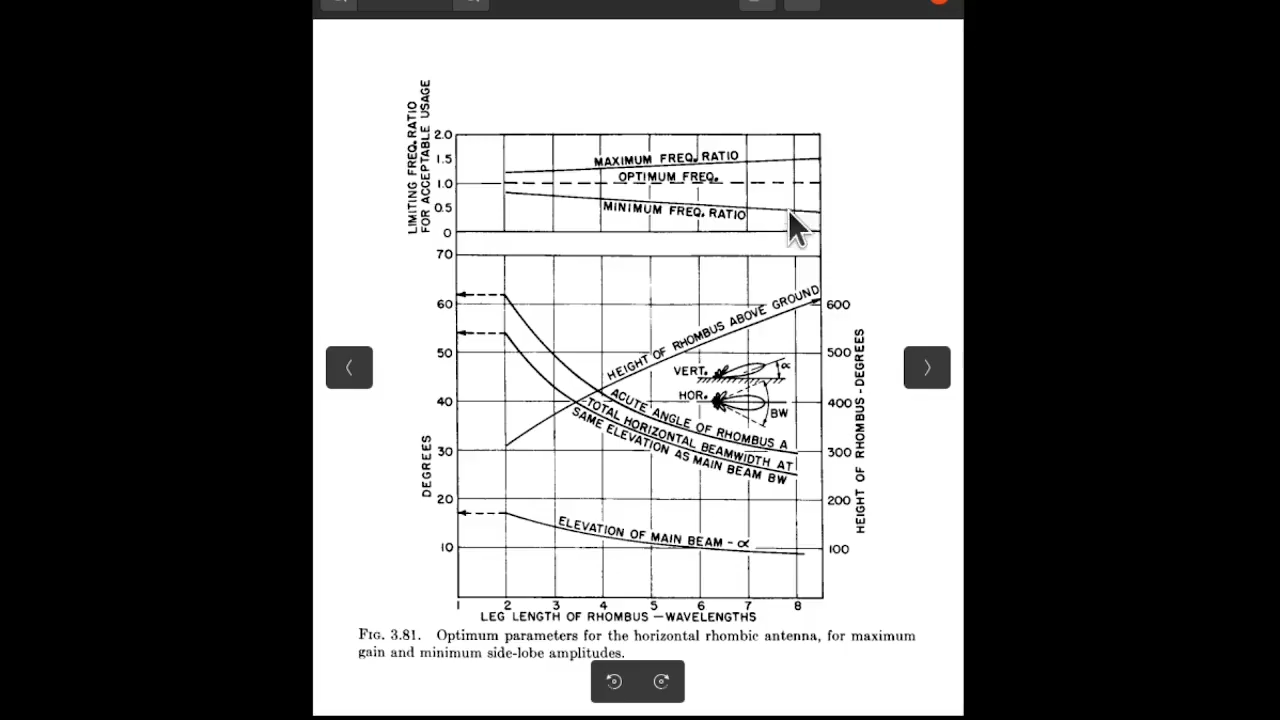 LIMITING FREQ. RATIO
FOR ACCEPTABLE USAGE
2.0
1.5
1.0
0.5
0
MAXIMUM FREQ. RATIO
OPTIMUM FREQ.
MINIMUM FREQ. RATIO
70
60
50
40
30
20
10
DEGREES
600
500
400
300
200
100
HEIGHT OF RHOMBUS - DEGREES
HEIGHT OF RHOMBUS ABOVE GROUND
VERT.
α
HOR.
BW
ACUTE ANGLE OF RHOMBUS A
TOTAL HORIZONTAL BEAMWIDTH AT
SAME ELEVATION AS MAIN BEAM BW
ELEVATION OF MAIN BEAM - α
1 2 3 4 5 6 7 8
LEG LENGTH OF RHOMBUS — WAVELENGTHS
FIG. 3.81. Optimum parameters for the horizontal rhombic antenna, for maximum
gain and minimum side-lobe amplitudes.